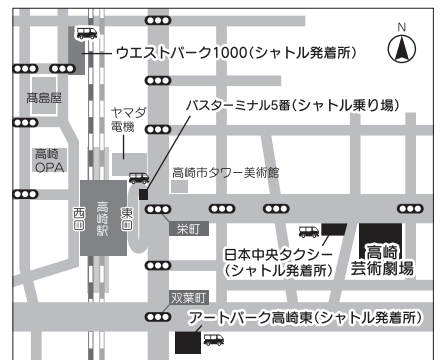 N
ウエストパーク1000(シャトル発着所)
髙島屋
ヤマダ
電機
バスターミナル5番(シャトル乗り場)
高崎
OPA
高崎市タワー美術館
西口
高崎駅
東口
栄町
日本中央タクシー
(シャトル発着所)
高崎
芸術劇場
双葉町
アートパーク高崎東(シャトル発着所)